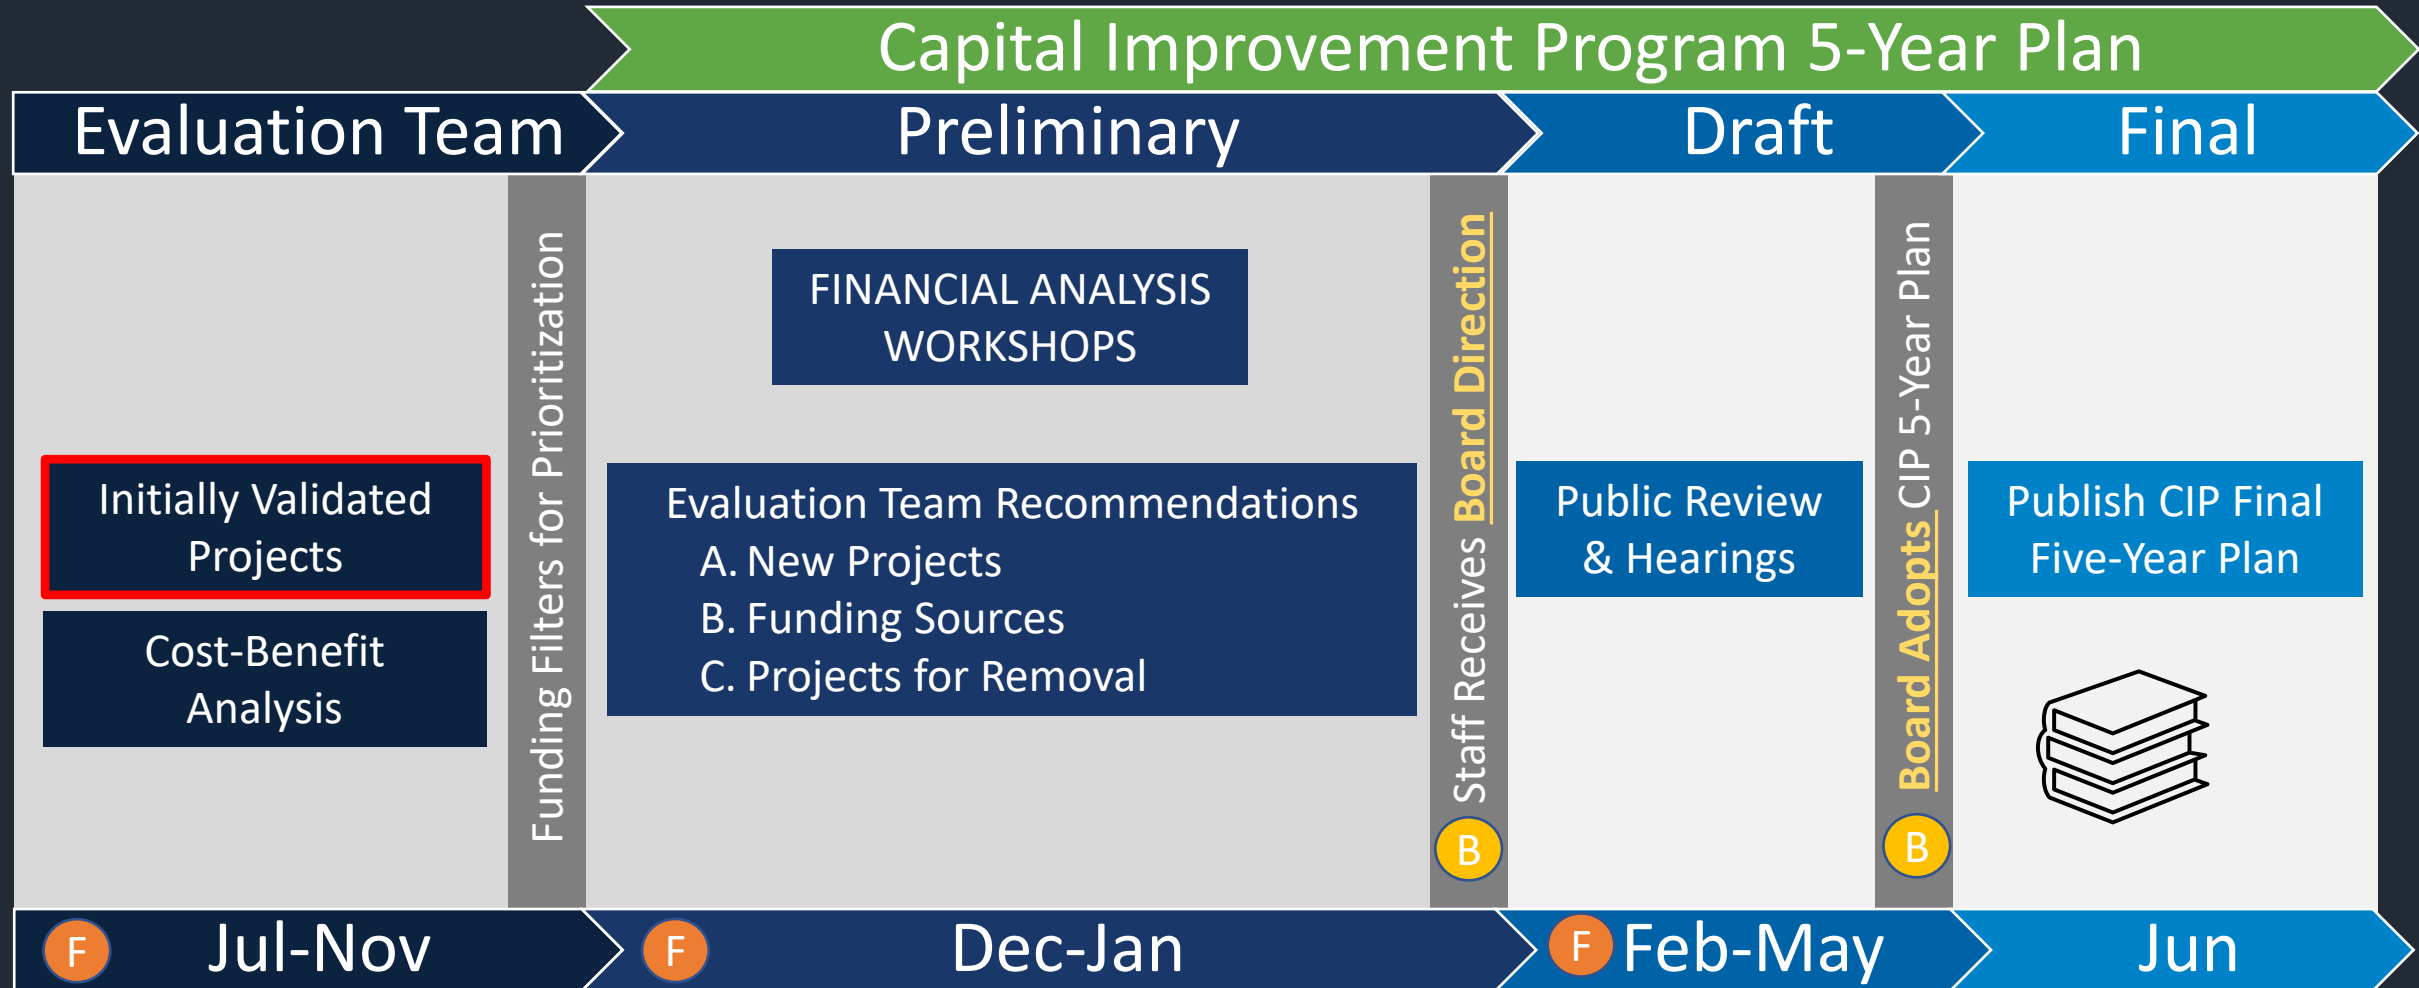 Capital Improvement Program 5-Year Plan
Evaluation Team
Preliminary
Draft
Final
Initially Validated
Projects
Cost-Benefit
Analysis
Funding Filters for Prioritization
FINANCIAL ANALYSIS
WORKSHOPS
Evaluation Team Recommendations
A. New Projects
B. Funding Sources
C. Projects for Removal
Staff Receives Board Direction
B
Public Review
& Hearings
Board Adopts CIP 5-Year Plan
B
Publish CIP Final
Five-Year Plan
F
Jul-Nov
F
Dec-Jan
F
Feb-May
Jun